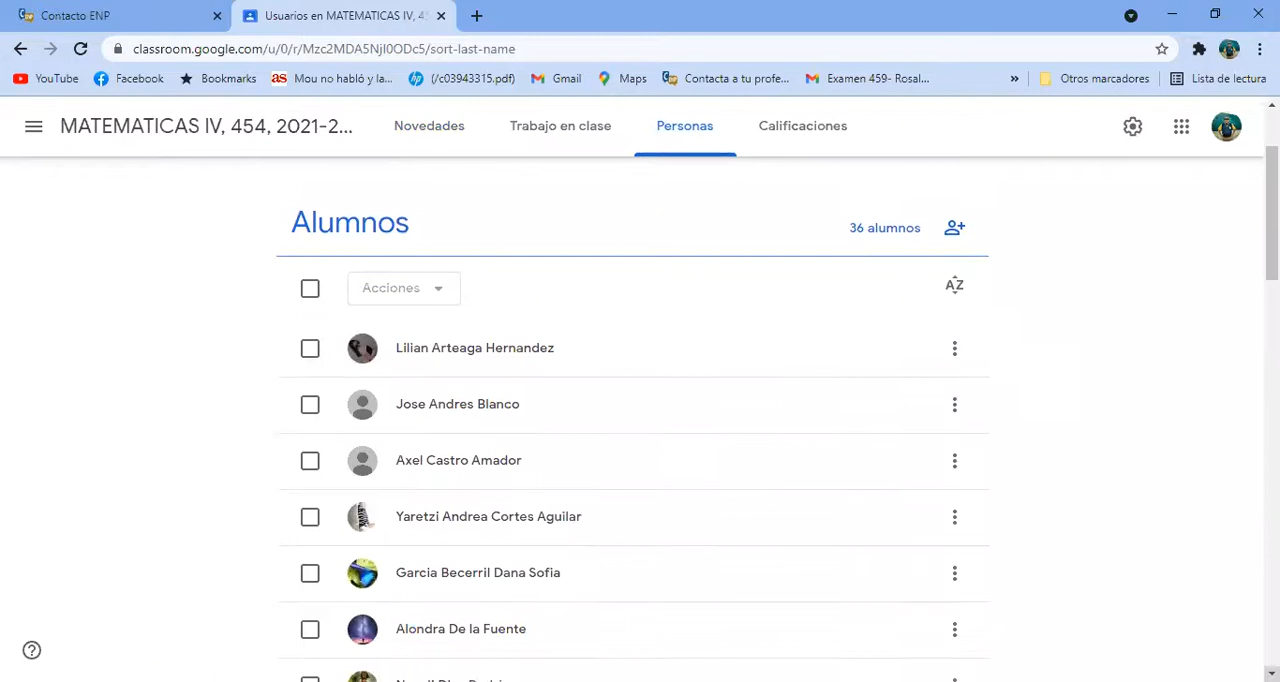 Contacto ENP
Usuarios en MATEMATICAS IV, 4
classroom.google.com/u/0/r/Mzc2MDA5NjI0ODc5/sort-last-name
YouTube Facebook Bookmarks as Mou no habló y la... (/c03943315.pdf) Gmail Maps Contacta a tu profe... Examen 459- Rosal... » Otros marcadores Lista de lectura
MATEMATICAS IV, 454, 2021-2... Novedades Trabajo en clase Personas Calificaciones
Alumnos 36 alumnos
Acciones AZ
Lilian Arteaga Hernandez
Jose Andres Blanco
Axel Castro Amador
Yaretzi Andrea Cortes Aguilar
Garcia Becerril Dana Sofia
Alondra De la Fuente